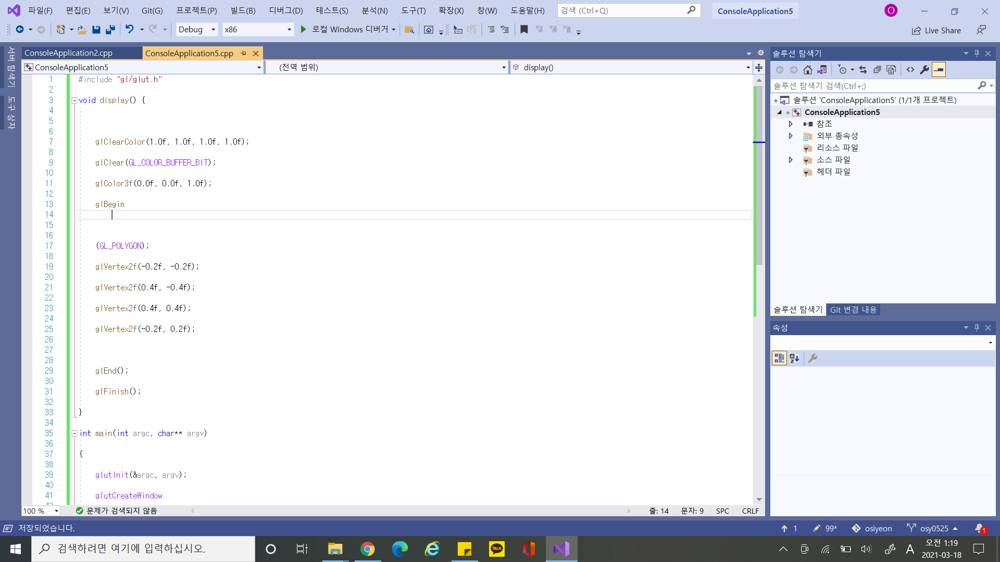 파일(F) 편집(E) 보기(V) Git(G) 프로젝트(P) 빌드(B) 디버그(D) 테스트(S) 분석(N) 도구(T) 확장(X) 창(W) 도움말(H) 검색 (Ctrl+Q) ConsoleApplication5 O
Debug x86 로컬 Windows 디버거 Live Share
서버 탐색기
도구 상자
ConsoleApplication2.cpp ConsoleApplication5.cpp
ConsoleApplication5 (전역 범위) display()
1 #include "gl/glut.h"
2
3 void display() {
4
5
6
7 glClearColor(1.0f, 1.0f, 1.0f, 1.0f);
8
9 glClear(GL_COLOR_BUFFER_BIT);
10
11 glColor3f(0.0f, 0.0f, 1.0f);
12
13 glBegin
14
15
16
17 (GL_POLYGON);
18
19 glVertex2f(-0.2f, -0.2f);
20
21 glVertex2f(0.4f, -0.4f);
22
23 glVertex2f(0.4f, 0.4f);
24
25 glVertex2f(-0.2f, 0.2f);
26
27
28
29 glEnd();
30
31 glFinish();
32
33 }
34
35 int main(int argc, char** argv)
36
37 {
38
39 glutInit(&argc, argv);
40
41 glutCreateWindow
100 % 문제가 검색되지 않음 줄: 14 문자: 9 SPC CRLF
솔루션 탐색기
솔루션 탐색기 검색(Ctrl+;)
솔루션 'ConsoleApplication5' (1/1개 프로젝트)
ConsoleApplication5
참조
외부 종속성
리소스 파일
소스 파일
헤더 파일
솔루션 탐색기 Git 변경 내용
속성
저장되었습니다. 1 99* osiyeon osy0525 1
검색하려면 여기에 입력하십시오. TALK A 오전 1:19
2021-03-18